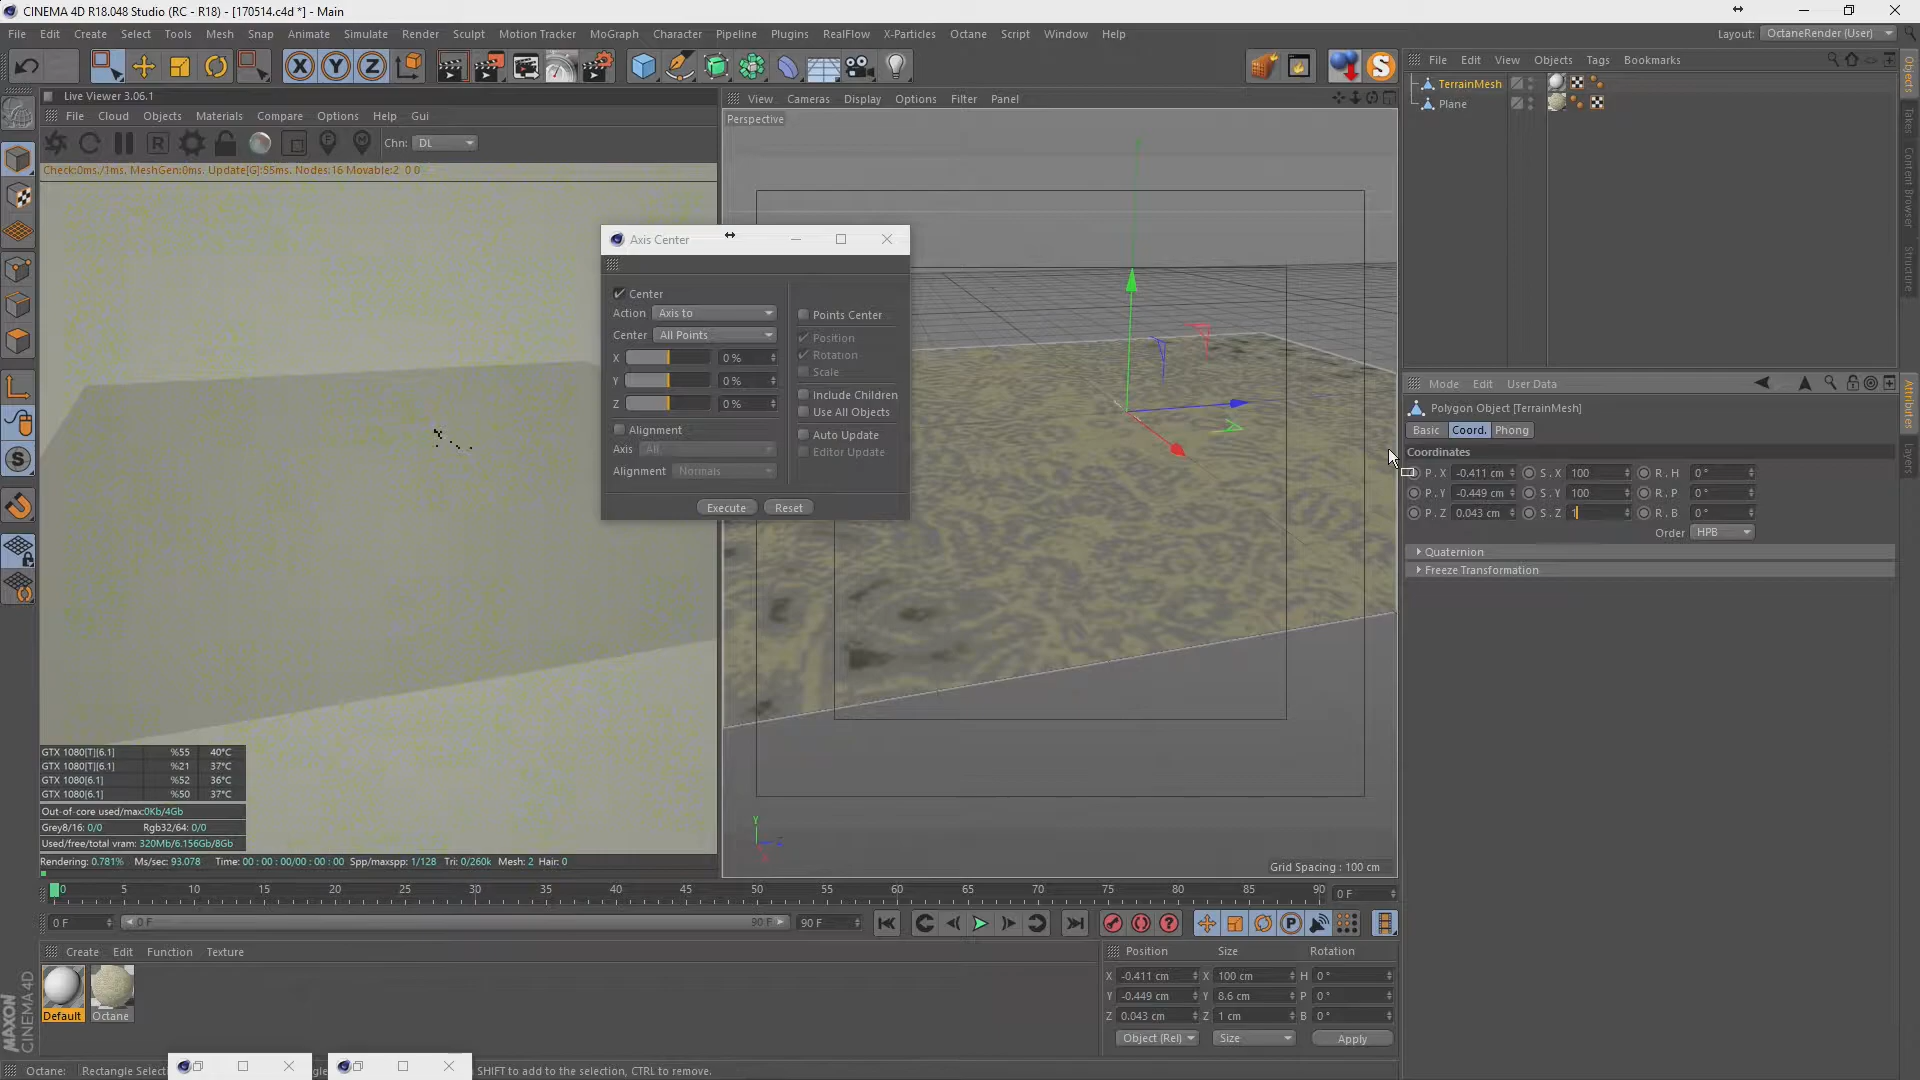 CINEMA 4D R18.048 Studio (RC - R18) - [170514.c4d *] - Main
File Edit Create Select Tools Mesh Snap Animate Simulate Render Sculpt Motion Tracker MoGraph Character Pipeline Plugins RealFlow X-Particles Octane Script Window Help
Layout: OctaneRender (User)
File Edit View Objects Tags Bookmarks
TerrainMesh
Plane
Objects
Takes
Content Browser
Structure
Live Viewer 3.06.1
File Cloud Objects Materials Compare Options Help Gui
Chn: DL
Check:0ms./1ms. MeshGen:0ms. Update[G]:55ms. Nodes:16 Movable:2 0 0
View Cameras Display Options Filter Panel
Perspective
Axis Center
Center
Action Axis to
Center All Points
X 0 %
Y 0 %
Z 0 %
Alignment
Axis All
Alignment Normals
Points Center
Position
Rotation
Scale
Include Children
Use All Objects
Auto Update
Editor Update
Execute Reset
Mode Edit User Data
Polygon Object [TerrainMesh]
Basic Coord. Phong
Coordinates
P . X -0.411 cm S . X 100 R . H 0 °
P . Y -0.449 cm S . Y 100 R . P 0 °
P . Z 0.043 cm S . Z 1 R . B 0 °
Order HPB
Quaternion
Freeze Transformation
Attributes
Layers
GTX 1080[T][6.1] %55 40°C
GTX 1080[T][6.1] %21 37°C
GTX 1080[6.1] %52 36°C
GTX 1080[6.1] %50 37°C
Out-of-core used/max:0Kb/4Gb
Grey8/16: 0/0 Rgb32/64: 0/0
Used/free/total vram: 320Mb/6.156Gb/8Gb
Rendering: 0.781% Ms/sec: 93.078 Time: 00 : 00 : 00/00 : 00 : 00 Spp/maxspp: 1/128 Tri: 0/260k Mesh: 2 Hair: 0
Y
Grid Spacing : 100 cm
0 5 10 15 20 25 30 35 40 45 50 55 60 65 70 75 80 85 90 0 F
0 F 0 F 90 F 90 F
Create Edit Function Texture
Default Octane
Position Size Rotation
X -0.411 cm X 100 cm H 0 °
Y -0.449 cm Y 8.6 cm P 0 °
Z 0.043 cm Z 1 cm B 0 °
Object (Rel) Size Apply
MAXON
CINEMA 4D
Octane: Rectangle Select gle SHIFT to add to the selection, CTRL to remove.